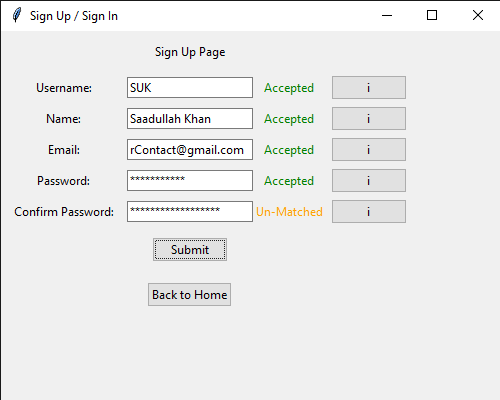 Sign Up / Sign In
Sign Up Page
Username: SUK Accepted i
Name: Saadullah Khan Accepted i
Email: rContact@gmail.com Accepted i
Password: *********** Accepted i
Confirm Password: ****************** Un-Matched i
Submit
Back to Home